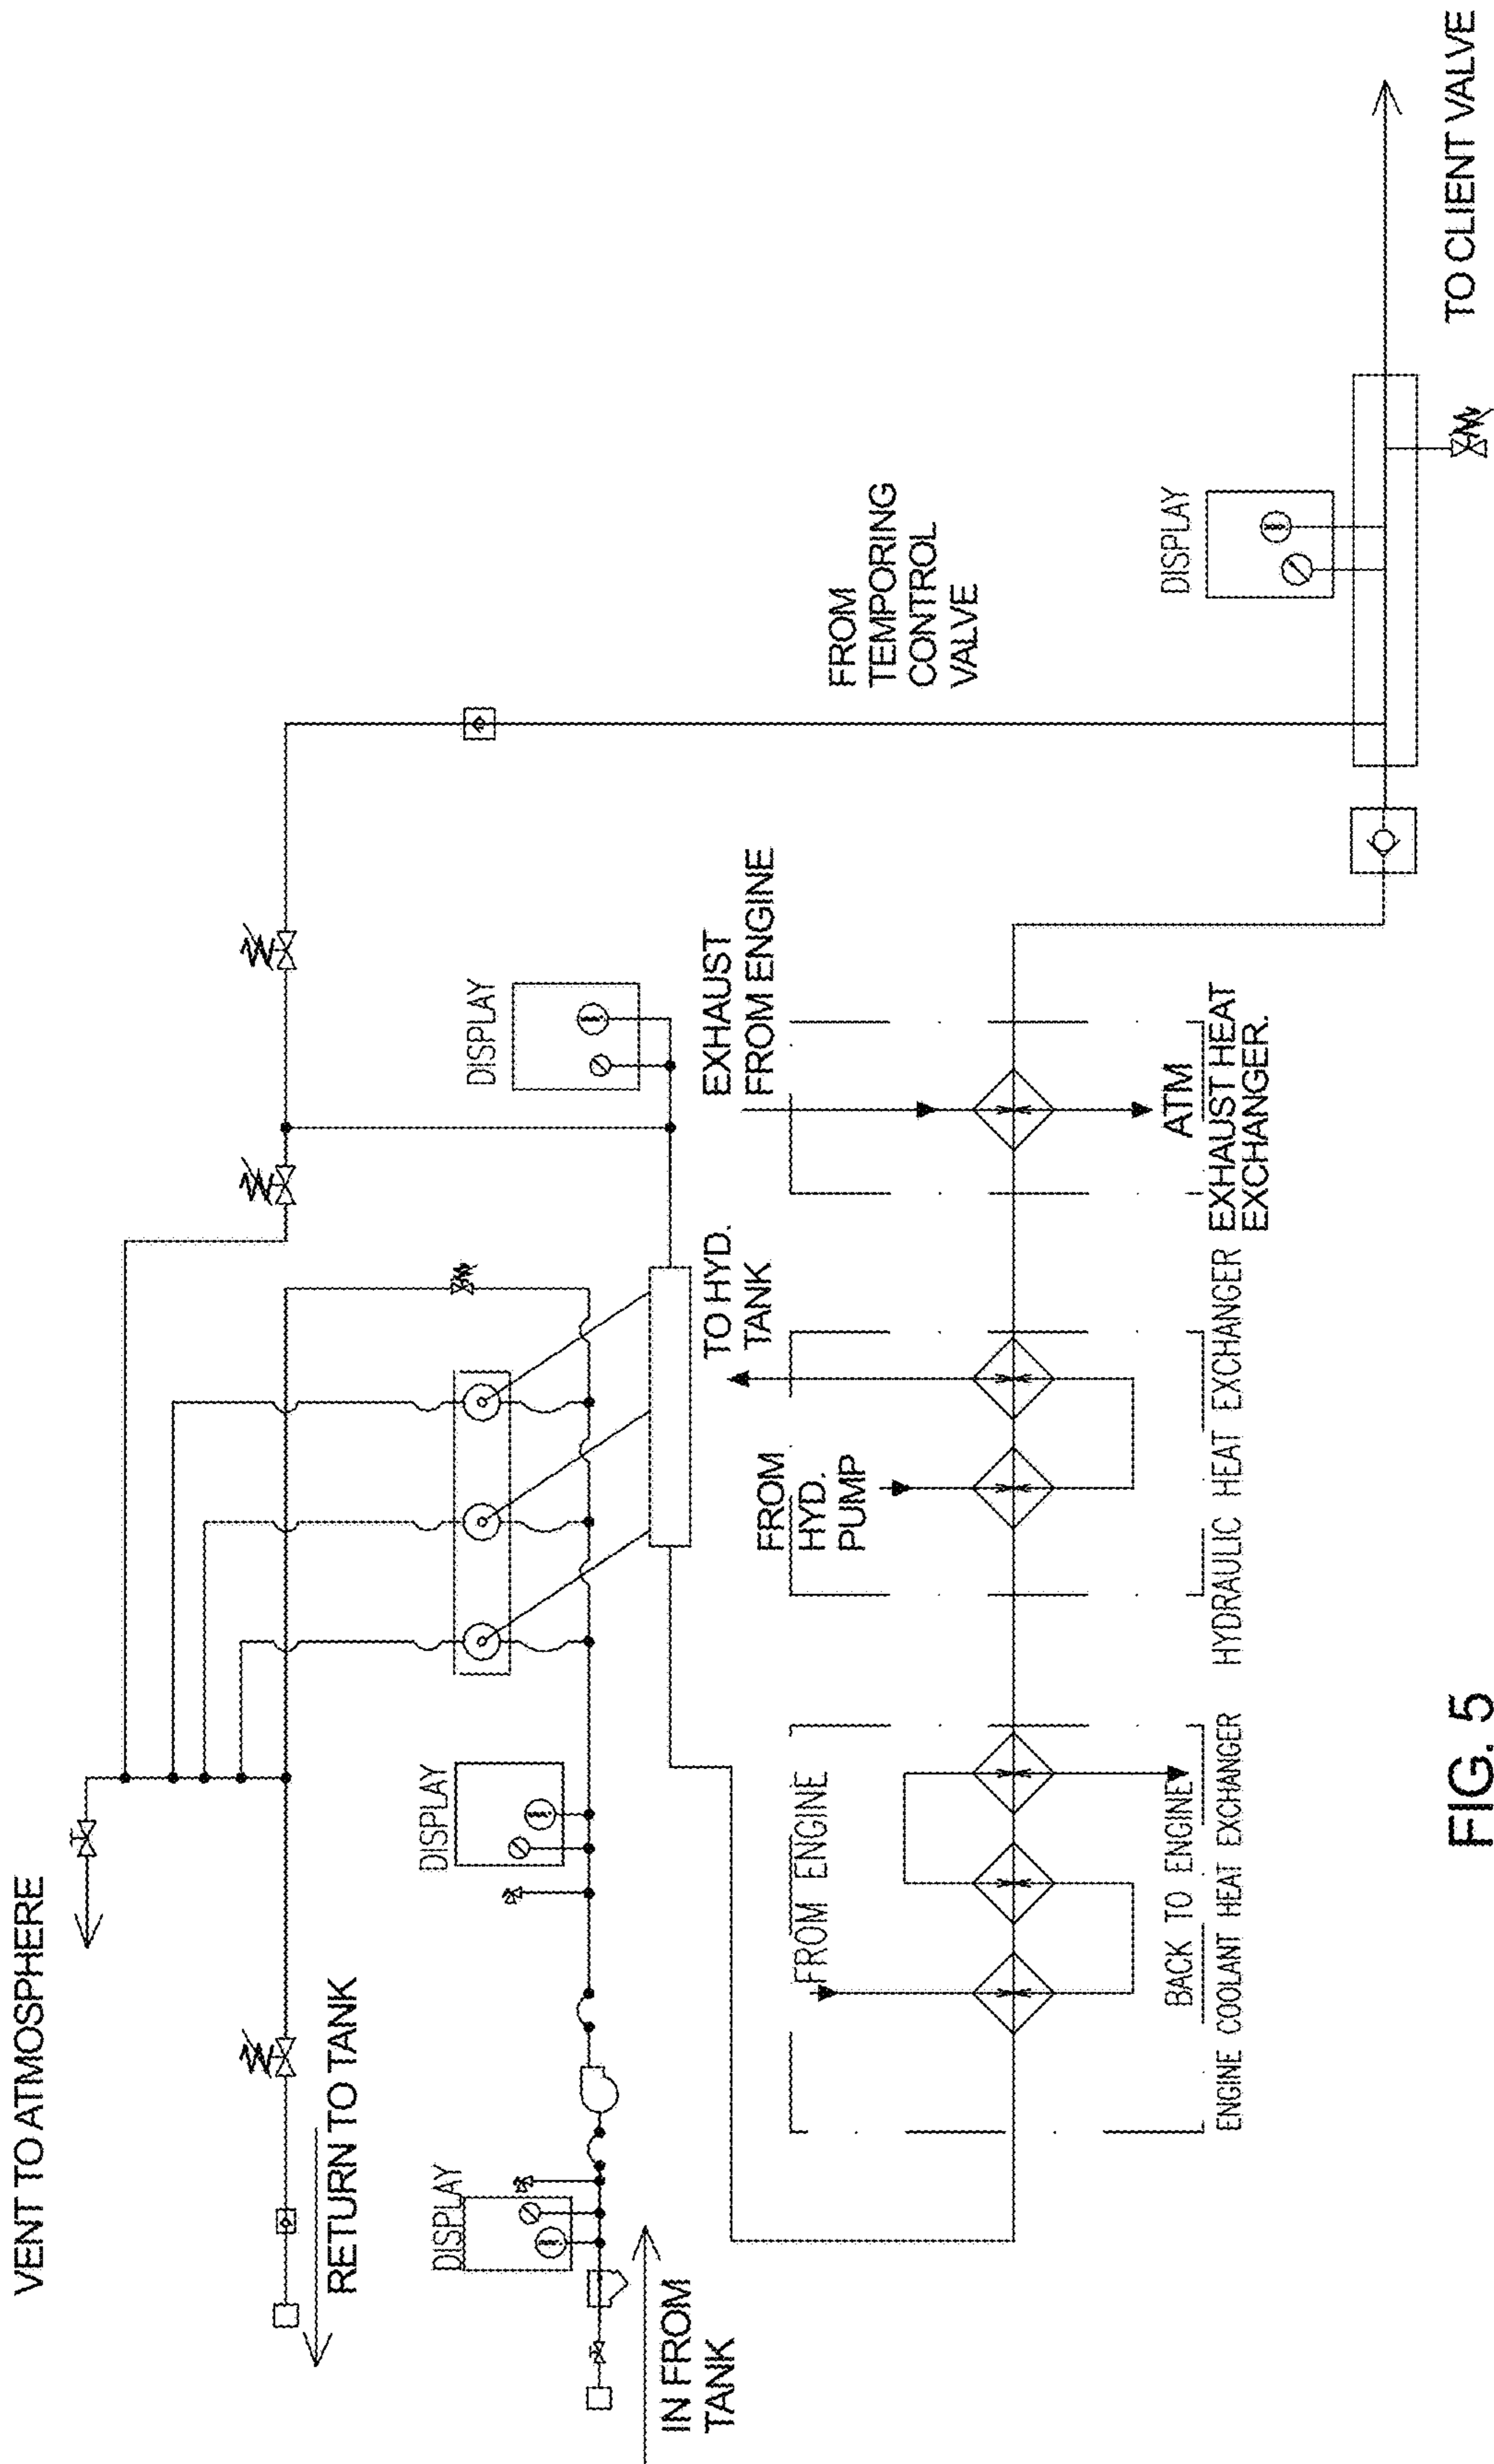 VENT TO ATMOSPHERE
RETURN TO TANK
DISPLAY
IN FROM
TANK
DISPLAY
DISPLAY
TO HYD.
TANK
FROM
HYD.
PUMP
EXHAUST
FROM ENGINE
FROM ENGINE
BACK TO ENGINE
ENGINE COOLANT HEAT EXCHANGER
HYDRAULIC HEAT EXCHANGER
ATM
EXHAUST HEAT
EXCHANGER.
FROM
TEMPORING
CONTROL
VALVE
DISPLAY
TO CLIENT VALVE
FIG. 5